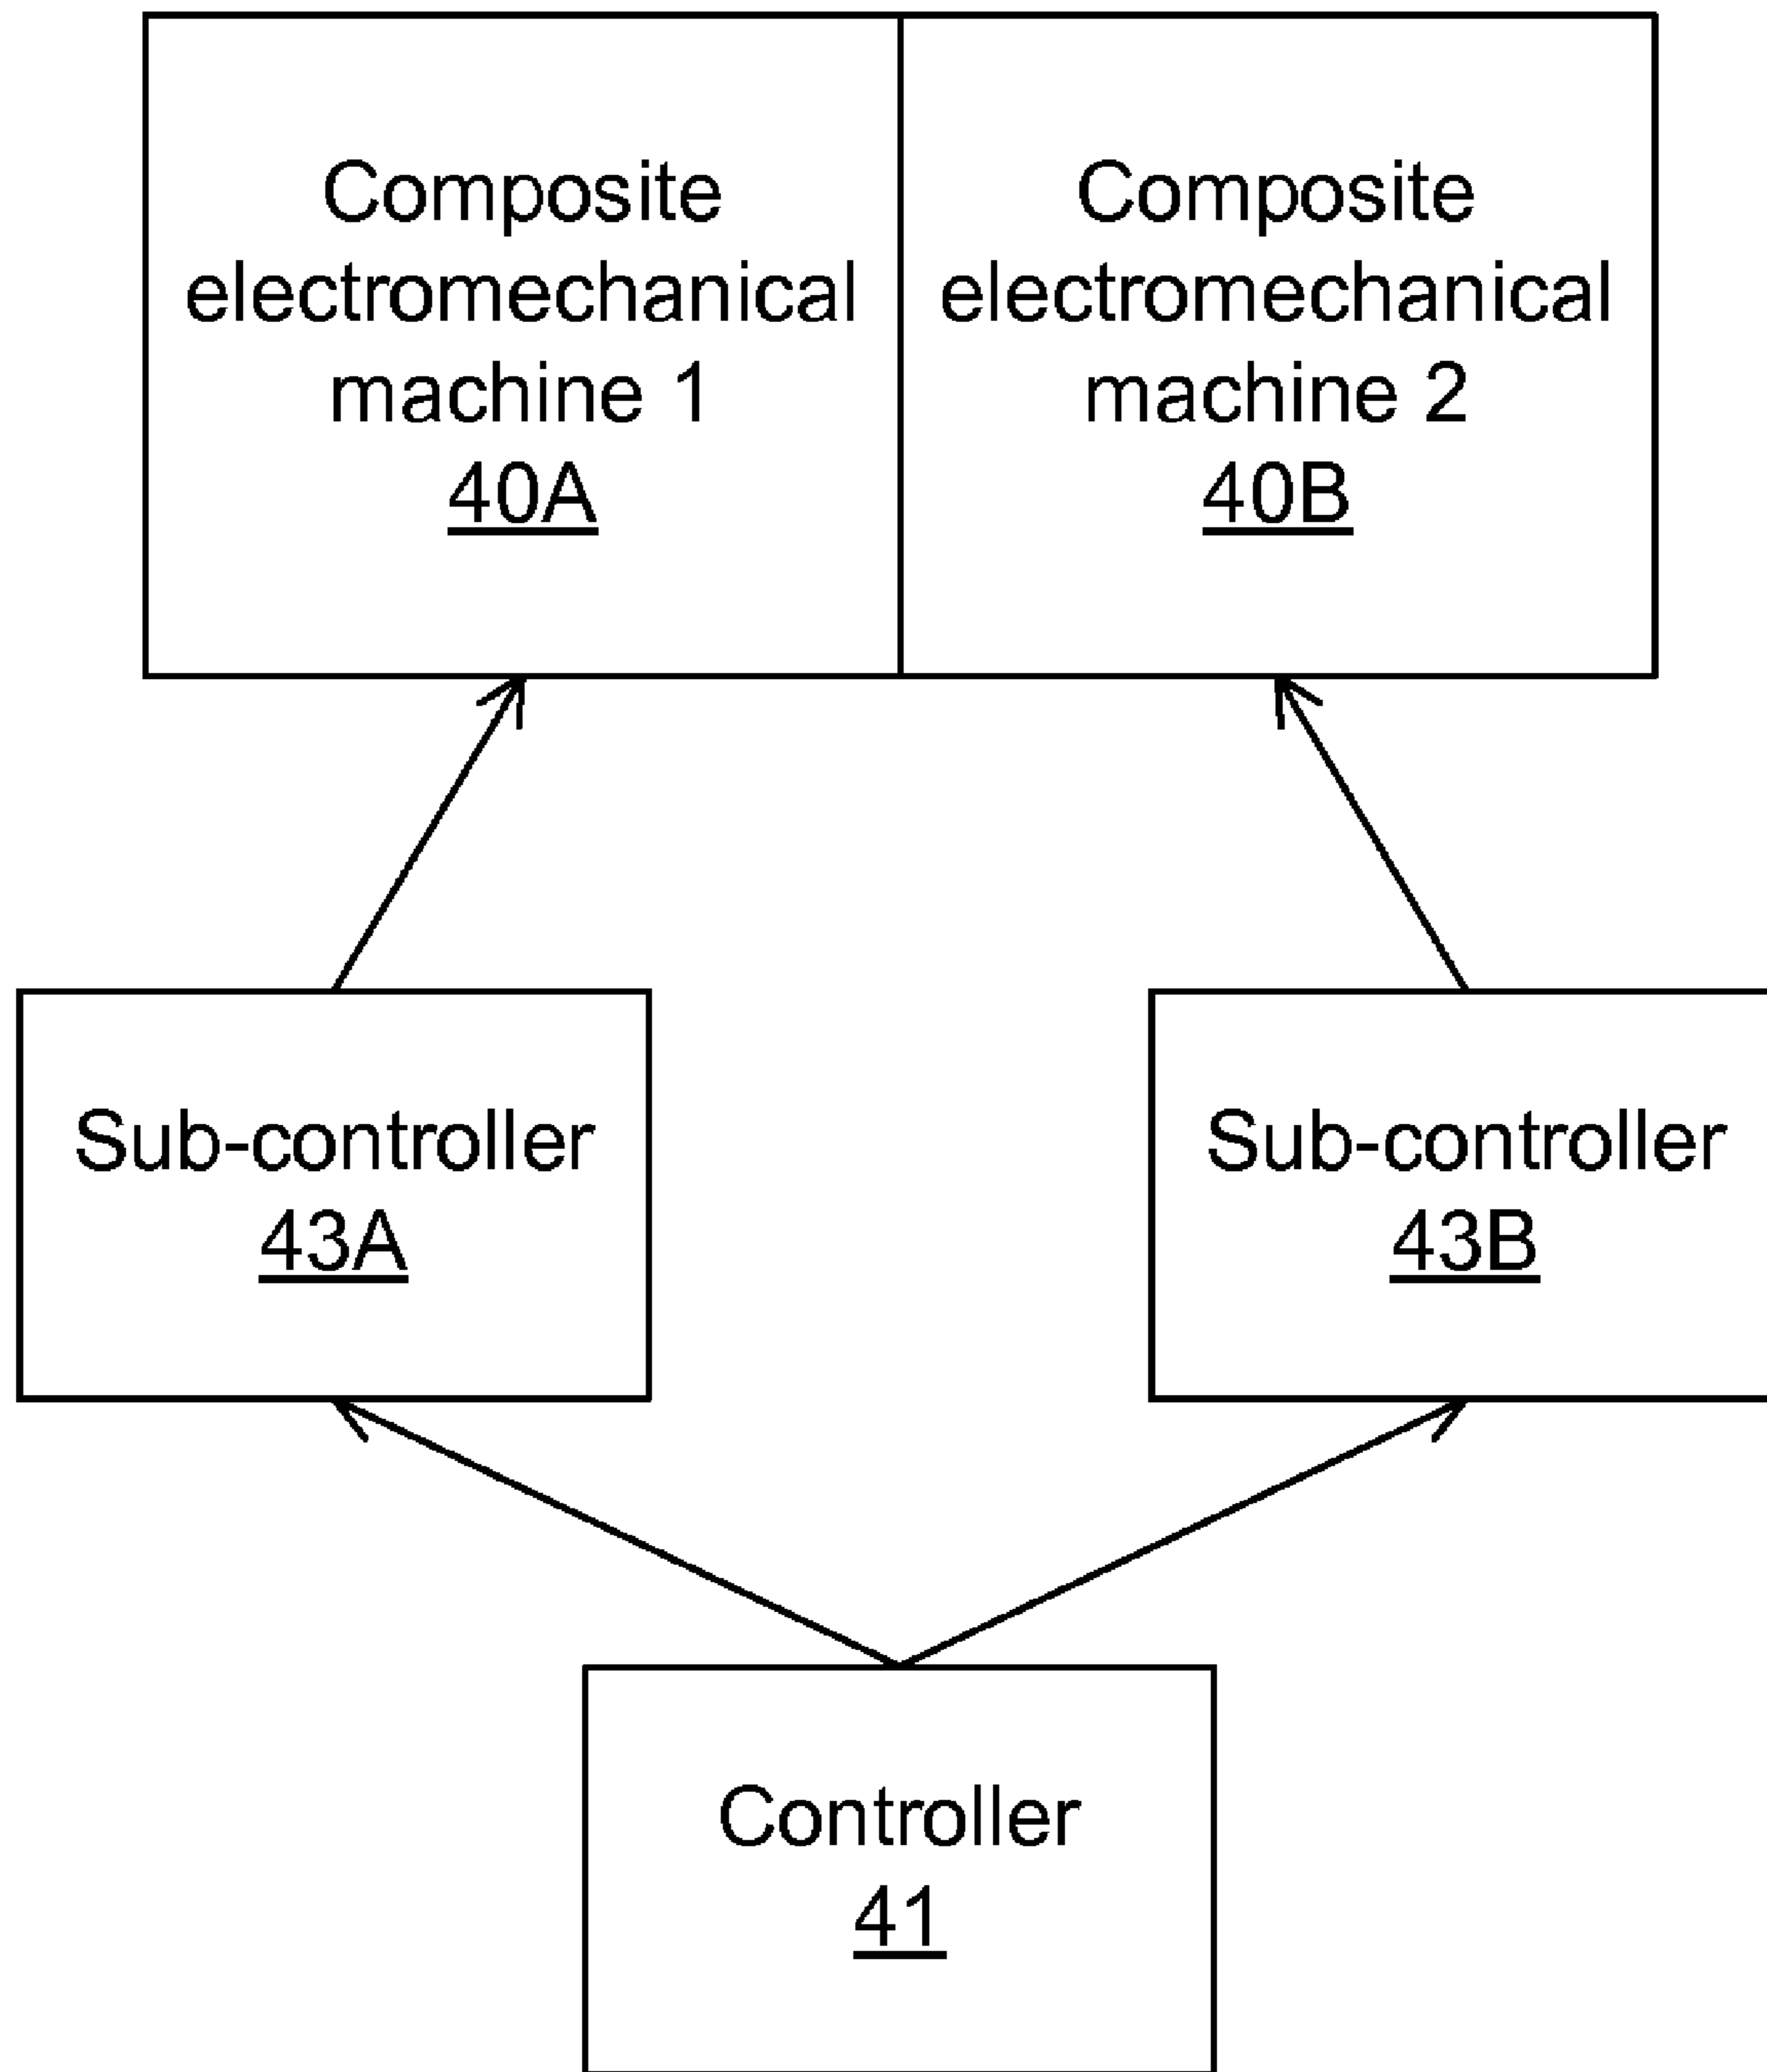 Composite
electromechanical
machine 1
40A
Composite
electromechanical
machine 2
40B
Sub-controller
43A
Sub-controller
43B
Controller
41